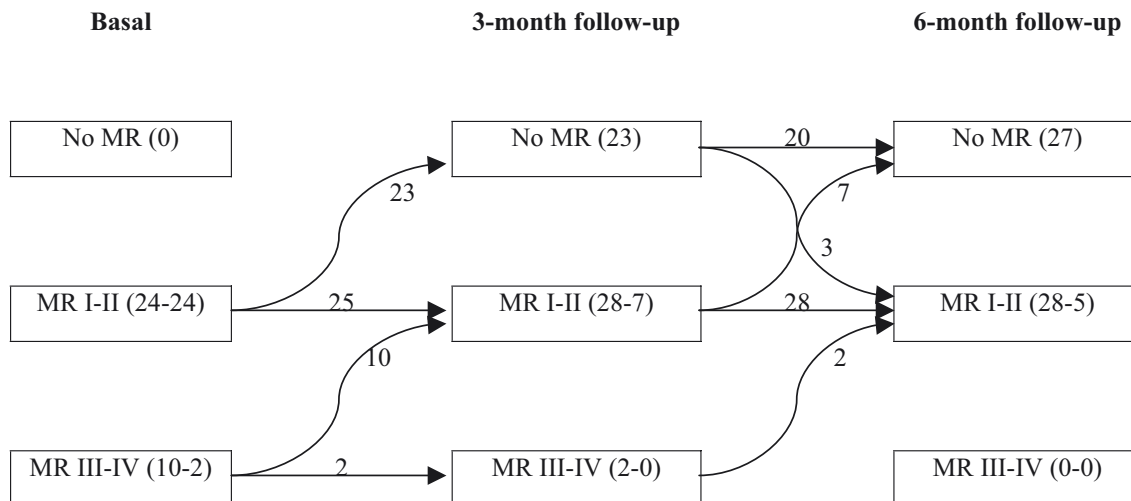 Basal 3-month follow-up 6-month follow-up
No MR (0) No MR (23) 20 No MR (27)
23 7
3
MR I-II (24-24) 25 MR I-II (28-7) 28 MR I-II (28-5)
10 2
MR III-IV (10-2) 2 MR III-IV (2-0) MR III-IV (0-0)